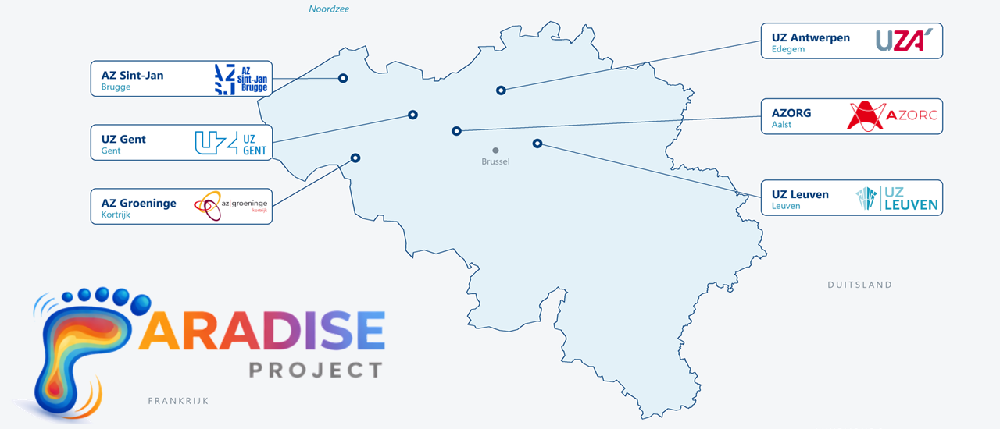 Noordzee
AZ Sint-Jan
Brugge
AZ
Sint-Jan
Brugge
UZ Gent
Gent
UZ
GENT
AZ Groeninge
Kortrijk
az|groeninge
kortrijk
UZ Antwerpen
Edegem
UZA
AZORG
Aalst
AZORG
UZ Leuven
Leuven
UZ
LEUVEN
Brussel
DUITSLAND
PARADISE
PROJECT
FRANKRIJK